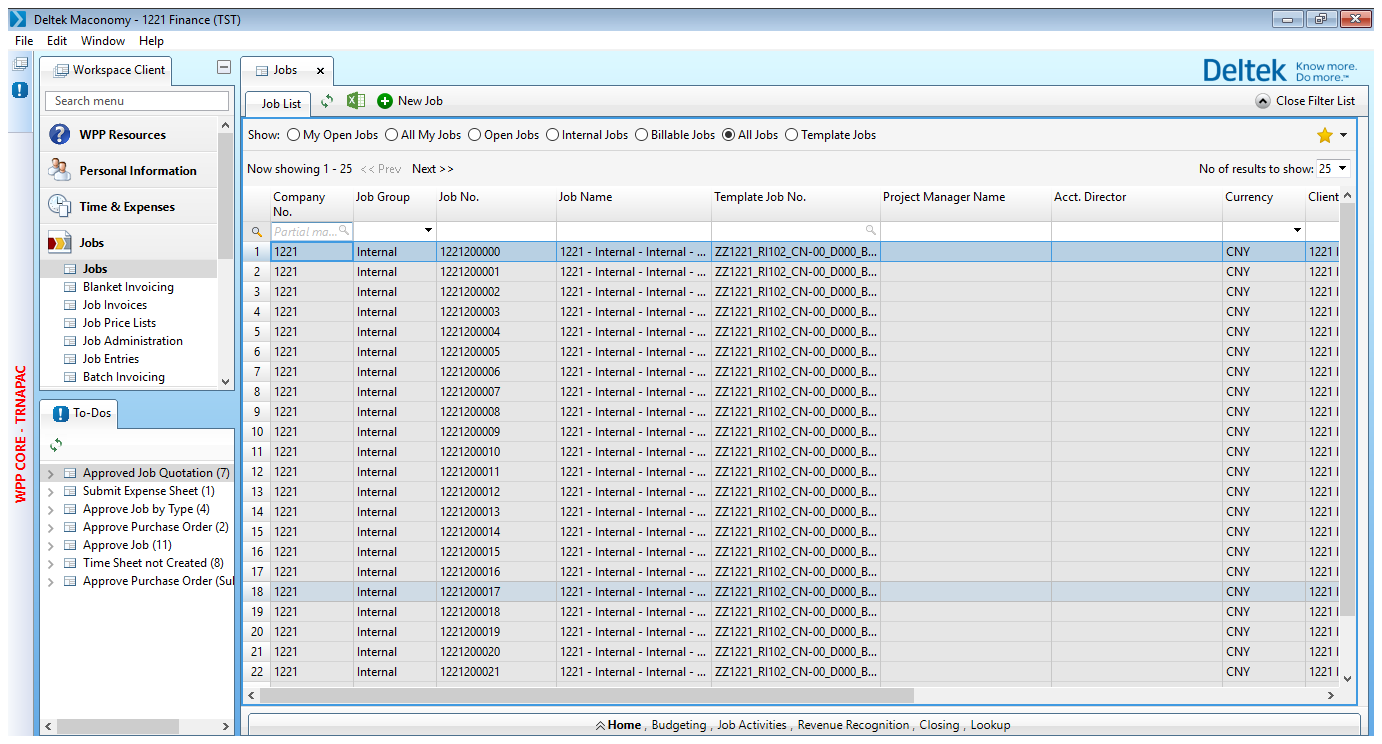 Deltek Maconomy - 1221 Finance (TST)
File Edit Window Help
Workspace Client
Search menu
WPP Resources
Personal Information
Time & Expenses
Jobs
Jobs
Blanket Invoicing
Job Invoices
Job Price Lists
Job Administration
Job Entries
Batch Invoicing
WPP CORE - TRNAPAC
To-Dos
Approved Job Quotation (7)
Submit Expense Sheet (1)
Approve Job by Type (4)
Approve Purchase Order (2)
Approve Job (11)
Time Sheet not Created (8)
Approve Purchase Order (Sul
Jobs
Deltek Know more.
Do more.™
Job List New Job Close Filter List
Show: My Open Jobs All My Jobs Open Jobs Internal Jobs Billable Jobs All Jobs Template Jobs
Now showing 1 - 25 << Prev Next >> No of results to show: 25
Company No. Job Group Job No. Job Name Template Job No. Project Manager Name Acct. Director Currency Client
Partial ma...
1 1221 Internal 1221200000 1221 - Internal - Internal - ... ZZ1221_RI102_CN-00_D000_B... CNY 1221 I
2 1221 Internal 1221200001 1221 - Internal - Internal - ... ZZ1221_RI102_CN-00_D000_B... CNY 1221 I
3 1221 Internal 1221200002 1221 - Internal - Internal - ... ZZ1221_RI102_CN-00_D000_B... CNY 1221 I
4 1221 Internal 1221200003 1221 - Internal - Internal - ... ZZ1221_RI102_CN-00_D000_B... CNY 1221 I
5 1221 Internal 1221200004 1221 - Internal - Internal - ... ZZ1221_RI102_CN-00_D000_B... CNY 1221 I
6 1221 Internal 1221200005 1221 - Internal - Internal - ... ZZ1221_RI102_CN-00_D000_B... CNY 1221 I
7 1221 Internal 1221200006 1221 - Internal - Internal - ... ZZ1221_RI102_CN-00_D000_B... CNY 1221 I
8 1221 Internal 1221200007 1221 - Internal - Internal - ... ZZ1221_RI102_CN-00_D000_B... CNY 1221 I
9 1221 Internal 1221200008 1221 - Internal - Internal - ... ZZ1221_RI102_CN-00_D000_B... CNY 1221 I
10 1221 Internal 1221200009 1221 - Internal - Internal - ... ZZ1221_RI102_CN-00_D000_B... CNY 1221 I
11 1221 Internal 1221200010 1221 - Internal - Internal - ... ZZ1221_RI102_CN-00_D000_B... CNY 1221 I
12 1221 Internal 1221200011 1221 - Internal - Internal - ... ZZ1221_RI102_CN-00_D000_B... CNY 1221 I
13 1221 Internal 1221200012 1221 - Internal - Internal - ... ZZ1221_RI102_CN-00_D000_B... CNY 1221 I
14 1221 Internal 1221200013 1221 - Internal - Internal - ... ZZ1221_RI102_CN-00_D000_B... CNY 1221 I
15 1221 Internal 1221200014 1221 - Internal - Internal - ... ZZ1221_RI102_CN-00_D000_B... CNY 1221 I
16 1221 Internal 1221200015 1221 - Internal - Internal - ... ZZ1221_RI102_CN-00_D000_B... CNY 1221 I
17 1221 Internal 1221200016 1221 - Internal - Internal - ... ZZ1221_RI102_CN-00_D000_B... CNY 1221 I
18 1221 Internal 1221200017 1221 - Internal - Internal - ... ZZ1221_RI102_CN-00_D000_B... CNY 1221 I
19 1221 Internal 1221200018 1221 - Internal - Internal - ... ZZ1221_RI102_CN-00_D000_B... CNY 1221 I
20 1221 Internal 1221200019 1221 - Internal - Internal - ... ZZ1221_RI102_CN-00_D000_B... CNY 1221 I
21 1221 Internal 1221200020 1221 - Internal - Internal - ... ZZ1221_RI102_CN-00_D000_B... CNY 1221 I
22 1221 Internal 1221200021 1221 - Internal - Internal - ... ZZ1221_RI102_CN-00_D000_B... CNY 1221 I
Home , Budgeting , Job Activities , Revenue Recognition , Closing , Lookup